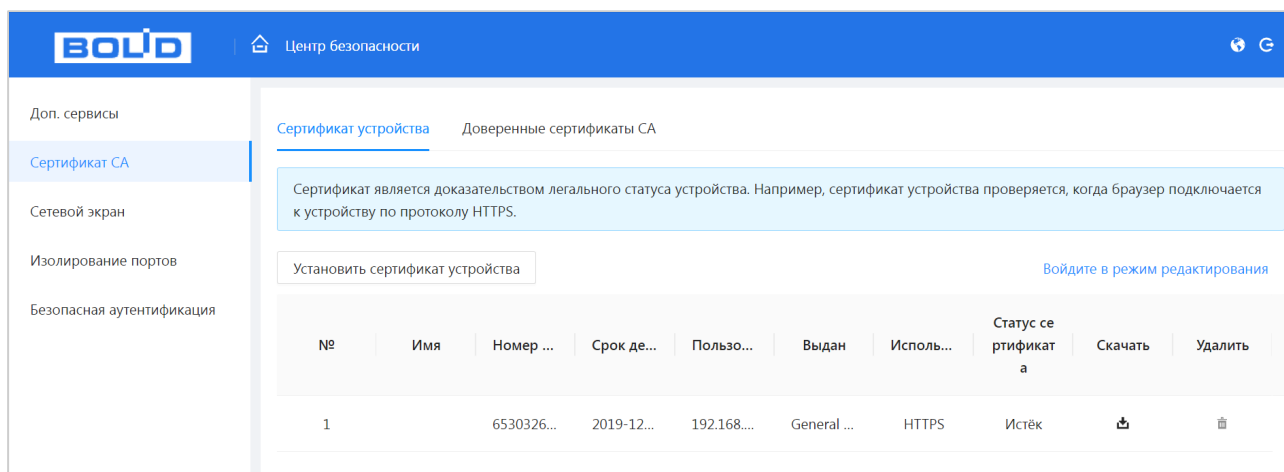 BOLID Центр безопасности
Доп. сервисы
Сертификат СА
Сетевой экран
Изолирование портов
Безопасная аутентификация
Сертификат устройства Доверенные сертификаты СА
Сертификат является доказательством легального статуса устройства. Например, сертификат устройства проверяется, когда браузер подключается
к устройству по протоколу HTTPS.
Установить сертификат устройства Войдите в режим редактирования
№ Имя Номер ... Срок де... Пользо... Выдан Исполь... Статус се
ртификат
а Скачать Удалить
1 6530326... 2019-12... 192.168.... General ... HTTPS Истёк